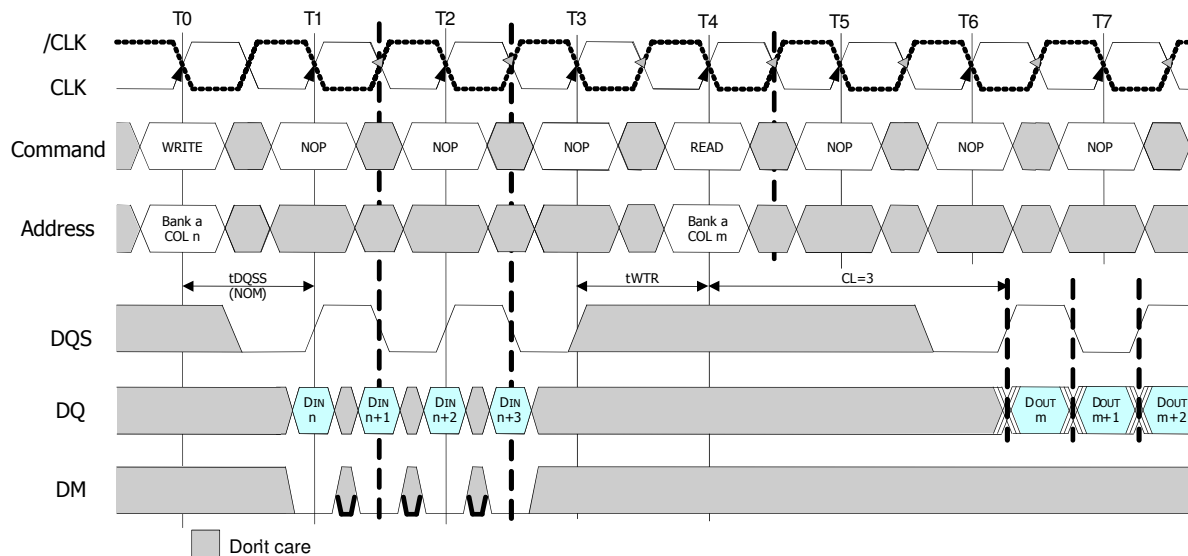 T0 T1 T2 T3 T4 T5 T6 T7
/CLK
CLK
Command
WRITE NOP NOP NOP READ NOP NOP NOP
Address
Bank a
COL n
Bank a
COL m
tDQSS
(NOM)
tWTR
CL=3
DQS
DQ
DIN
n
DIN
n+1
DIN
n+2
DIN
n+3
DOUT
m
DOUT
m+1
DOUT
m+2
DM
Don't care